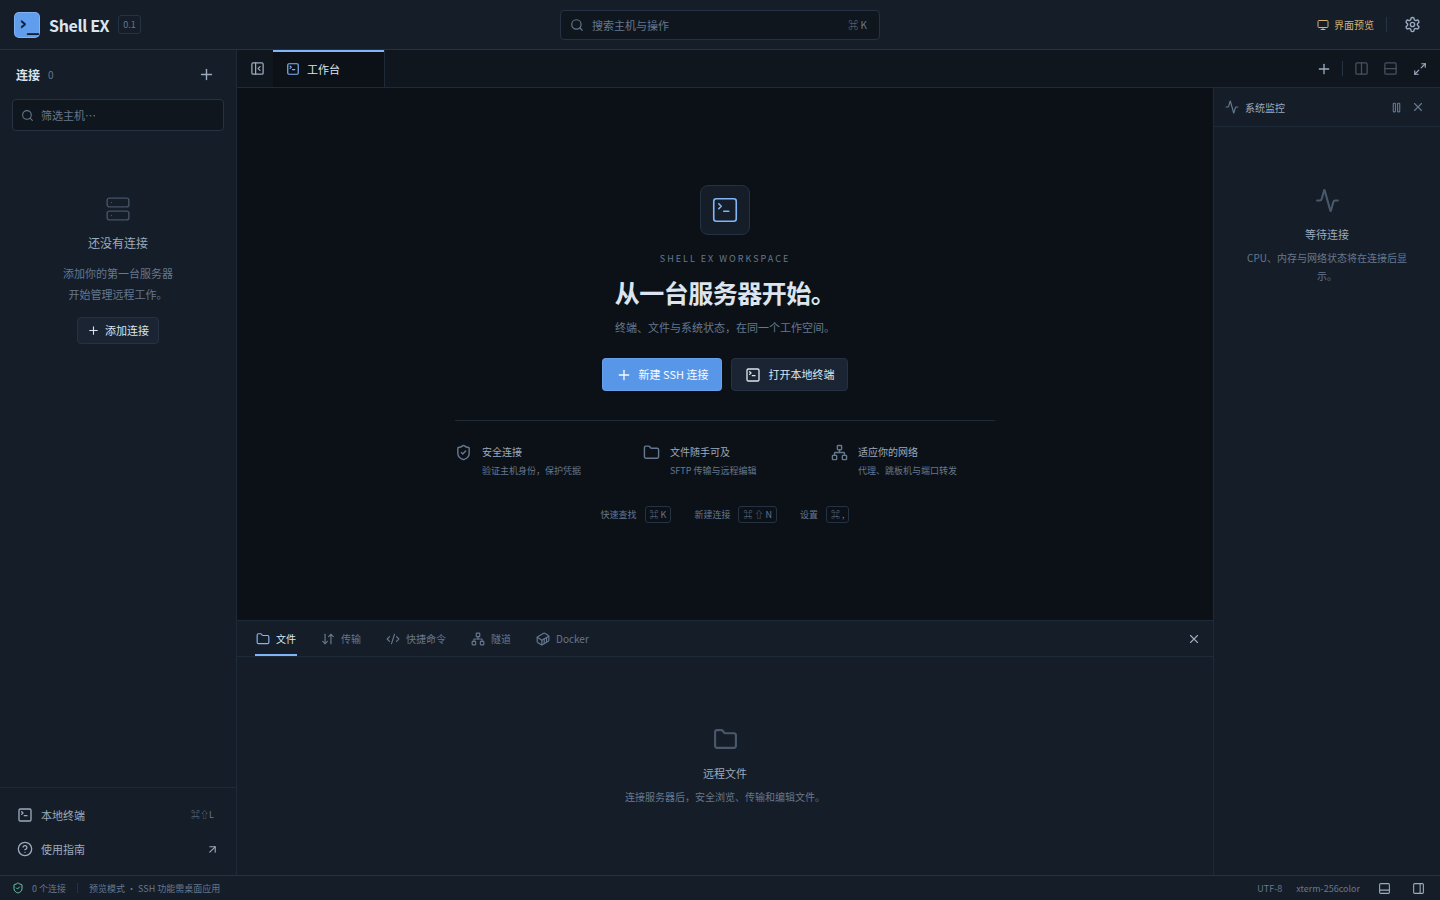 Shell EX 0.1
搜索主机与操作 ⌘K
界面预览
连接 0
工作台
筛选主机…
系统监控
还没有连接
添加你的第一台服务器
开始管理远程工作。
添加连接
SHELL EX WORKSPACE
从一台服务器开始。
终端、文件与系统状态，在同一个工作空间。
新建 SSH 连接
打开本地终端
安全连接
验证主机身份，保护凭据
文件随手可及
SFTP 传输与远程编辑
适应你的网络
代理、跳板机与端口转发
快速查找 ⌘K 新建连接 ⌘⇧N 设置 ⌘,
等待连接
CPU、内存与网络状态将在连接后显
示。
文件 传输 快捷命令 隧道 Docker
远程文件
连接服务器后，安全浏览、传输和编辑文件。
本地终端 ⌘⇧L
使用指南
0 个连接 预览模式 · SSH 功能需桌面应用
UTF-8 xterm-256color